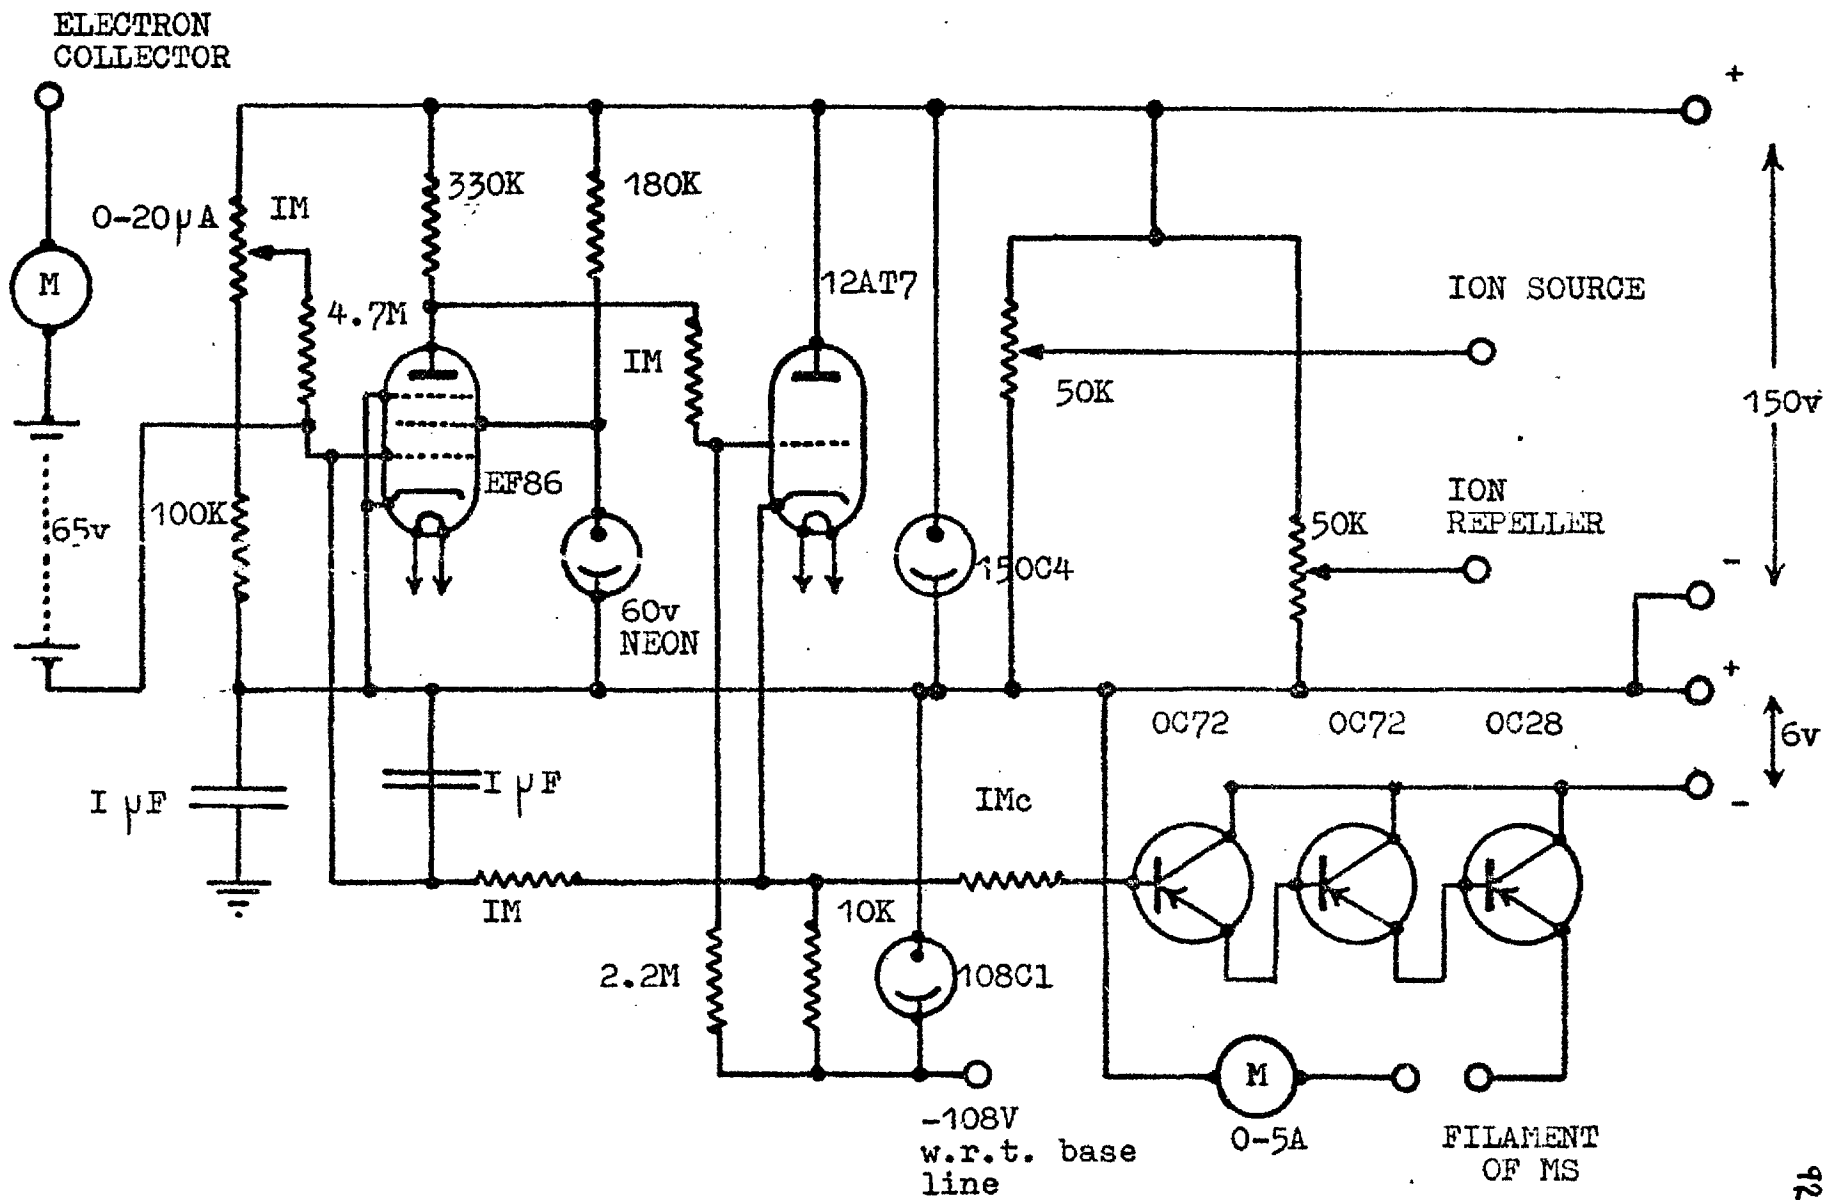 ELECTRON
COLLECTOR
+
330K
180K
0-20µA
IM
12AT7
ION SOURCE
M
4.7M
IM
50K
150v
ION
REPELLER
EF86
65v
100K
50K
150C4
-
60v
NEON
+
OC72
OC72
OC28
6v
I µF
I µF
IMc
-
IM
10K
2.2M
108C1
M
-108V
w.r.t. base
line
0-5A
FILAMENT
OF MS
92